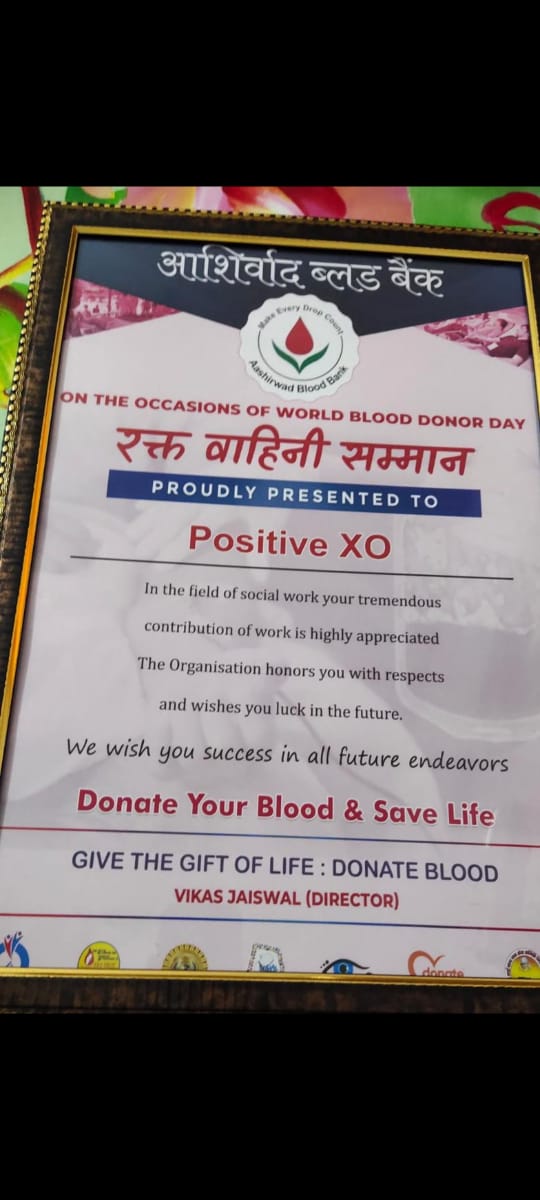 आशिर्वाद ब्लड बैंक
Make Every Drop Count
Aashirwad Blood Bank
ON THE OCCASIONS OF WORLD BLOOD DONOR DAY
रक्त वाहिनी सम्मान
PROUDLY PRESENTED TO
Positive XO
In the field of social work your tremendous
contribution of work is highly appreciated
The Organisation honors you with respects
and wishes you luck in the future.
We wish you success in all future endeavors
Donate Your Blood & Save Life
GIVE THE GIFT OF LIFE : DONATE BLOOD
VIKAS JAISWAL (DIRECTOR)
donate